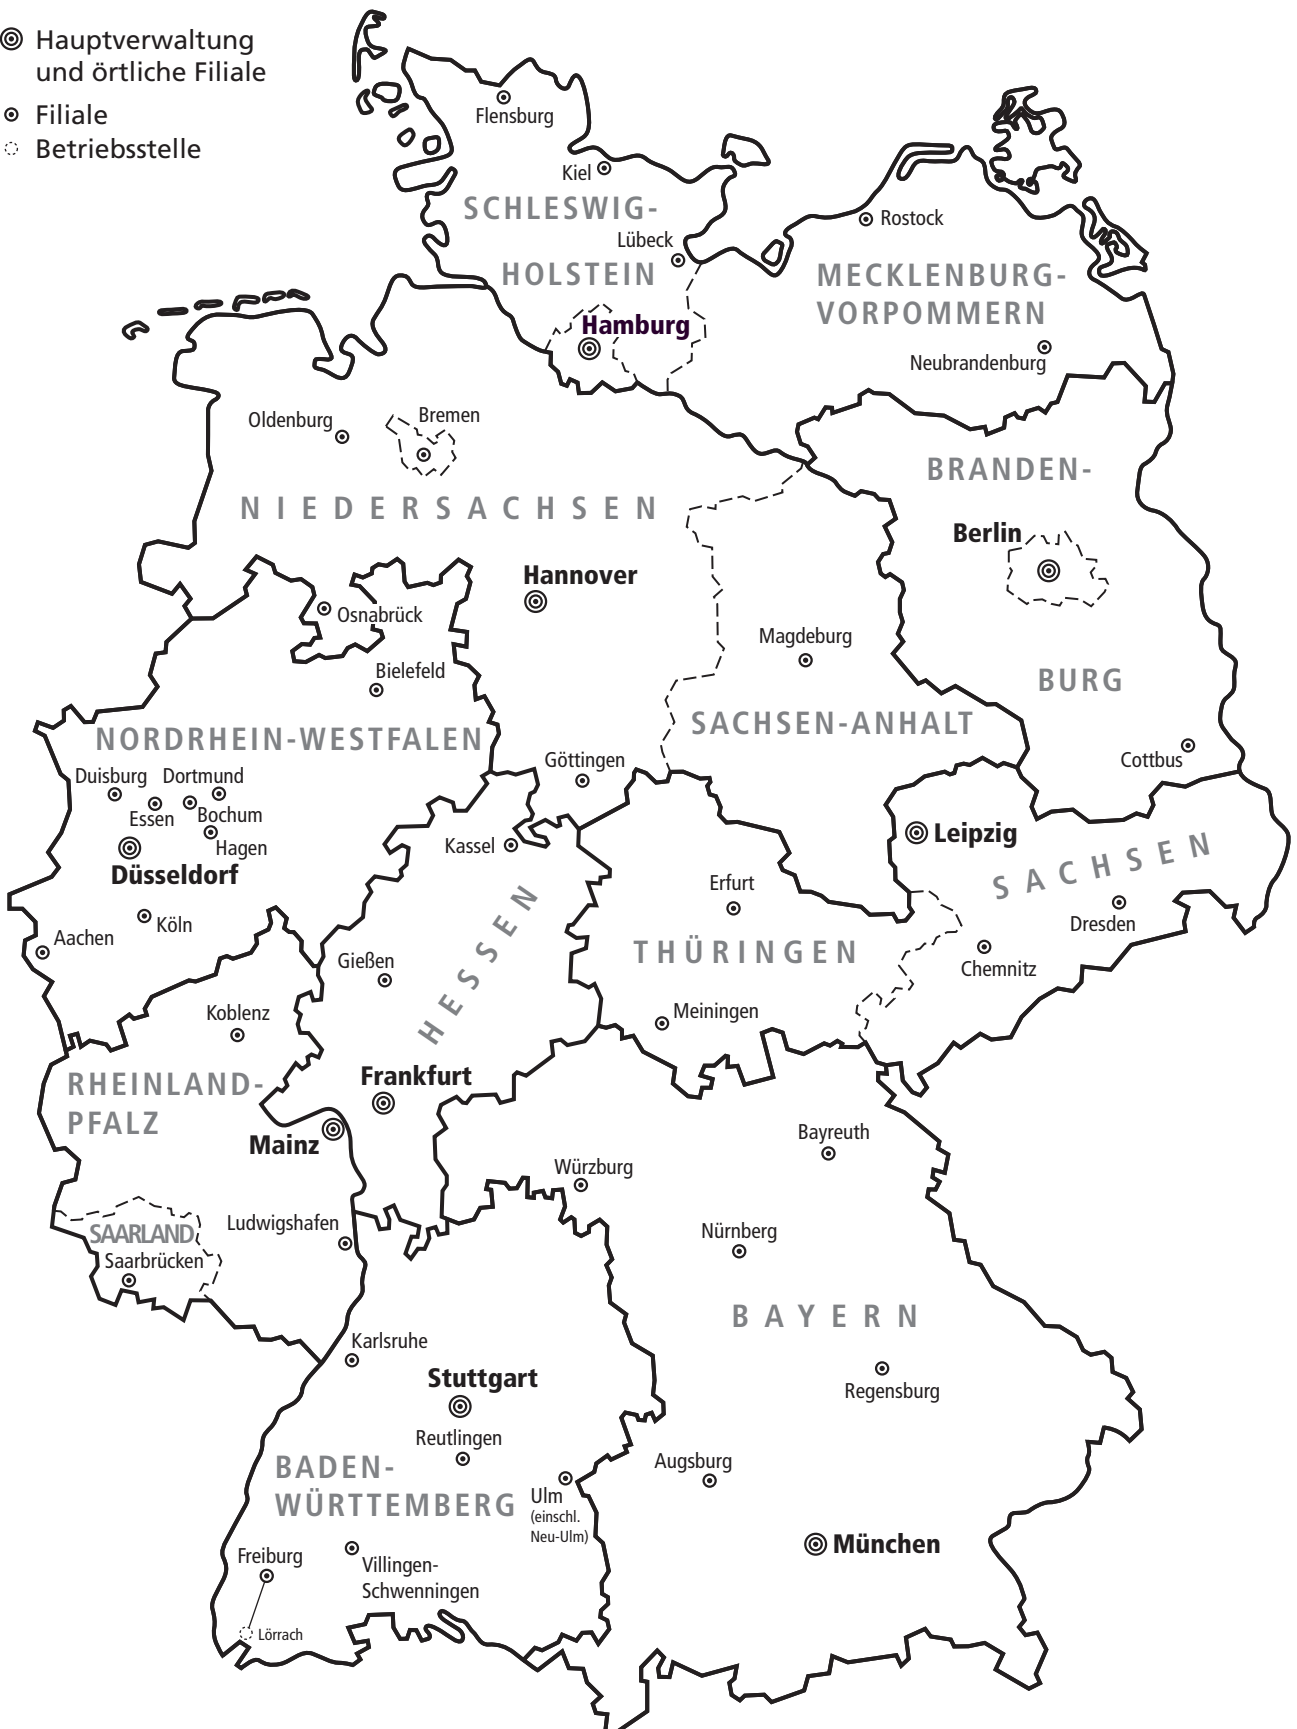 Hauptverwaltung
und örtliche Filiale
Filiale
Betriebsstelle
Flensburg
Kiel
SCHLESWIG-
HOLSTEIN
Lübeck
Hamburg
Rostock
MECKLENBURG-
VORPOMMERN
Neubrandenburg
Oldenburg
Bremen
NIEDERSACHSEN
BRANDEN-
BURG
Berlin
Hannover
Osnabrück
Magdeburg
Bielefeld
SACHSEN-ANHALT
NORDRHEIN-WESTFALEN
Göttingen
Cottbus
Duisburg
Dortmund
Essen
Bochum
Hagen
Düsseldorf
Kassel
Leipzig
SACHSEN
Erfurt
Dresden
Köln
Aachen
HESSEN
THÜRINGEN
Gießen
Chemnitz
Koblenz
Meiningen
RHEINLAND-
PFALZ
Frankfurt
Mainz
Bayreuth
Würzburg
Ludwigshafen
SAARLAND
Saarbrücken
Nürnberg
BAYERN
Karlsruhe
Stuttgart
Regensburg
Reutlingen
Augsburg
BADEN-
WÜRTTEMBERG
Ulm
(einschl.
Neu-Ulm)
München
Freiburg
Villingen-
Schwenningen
Lörrach